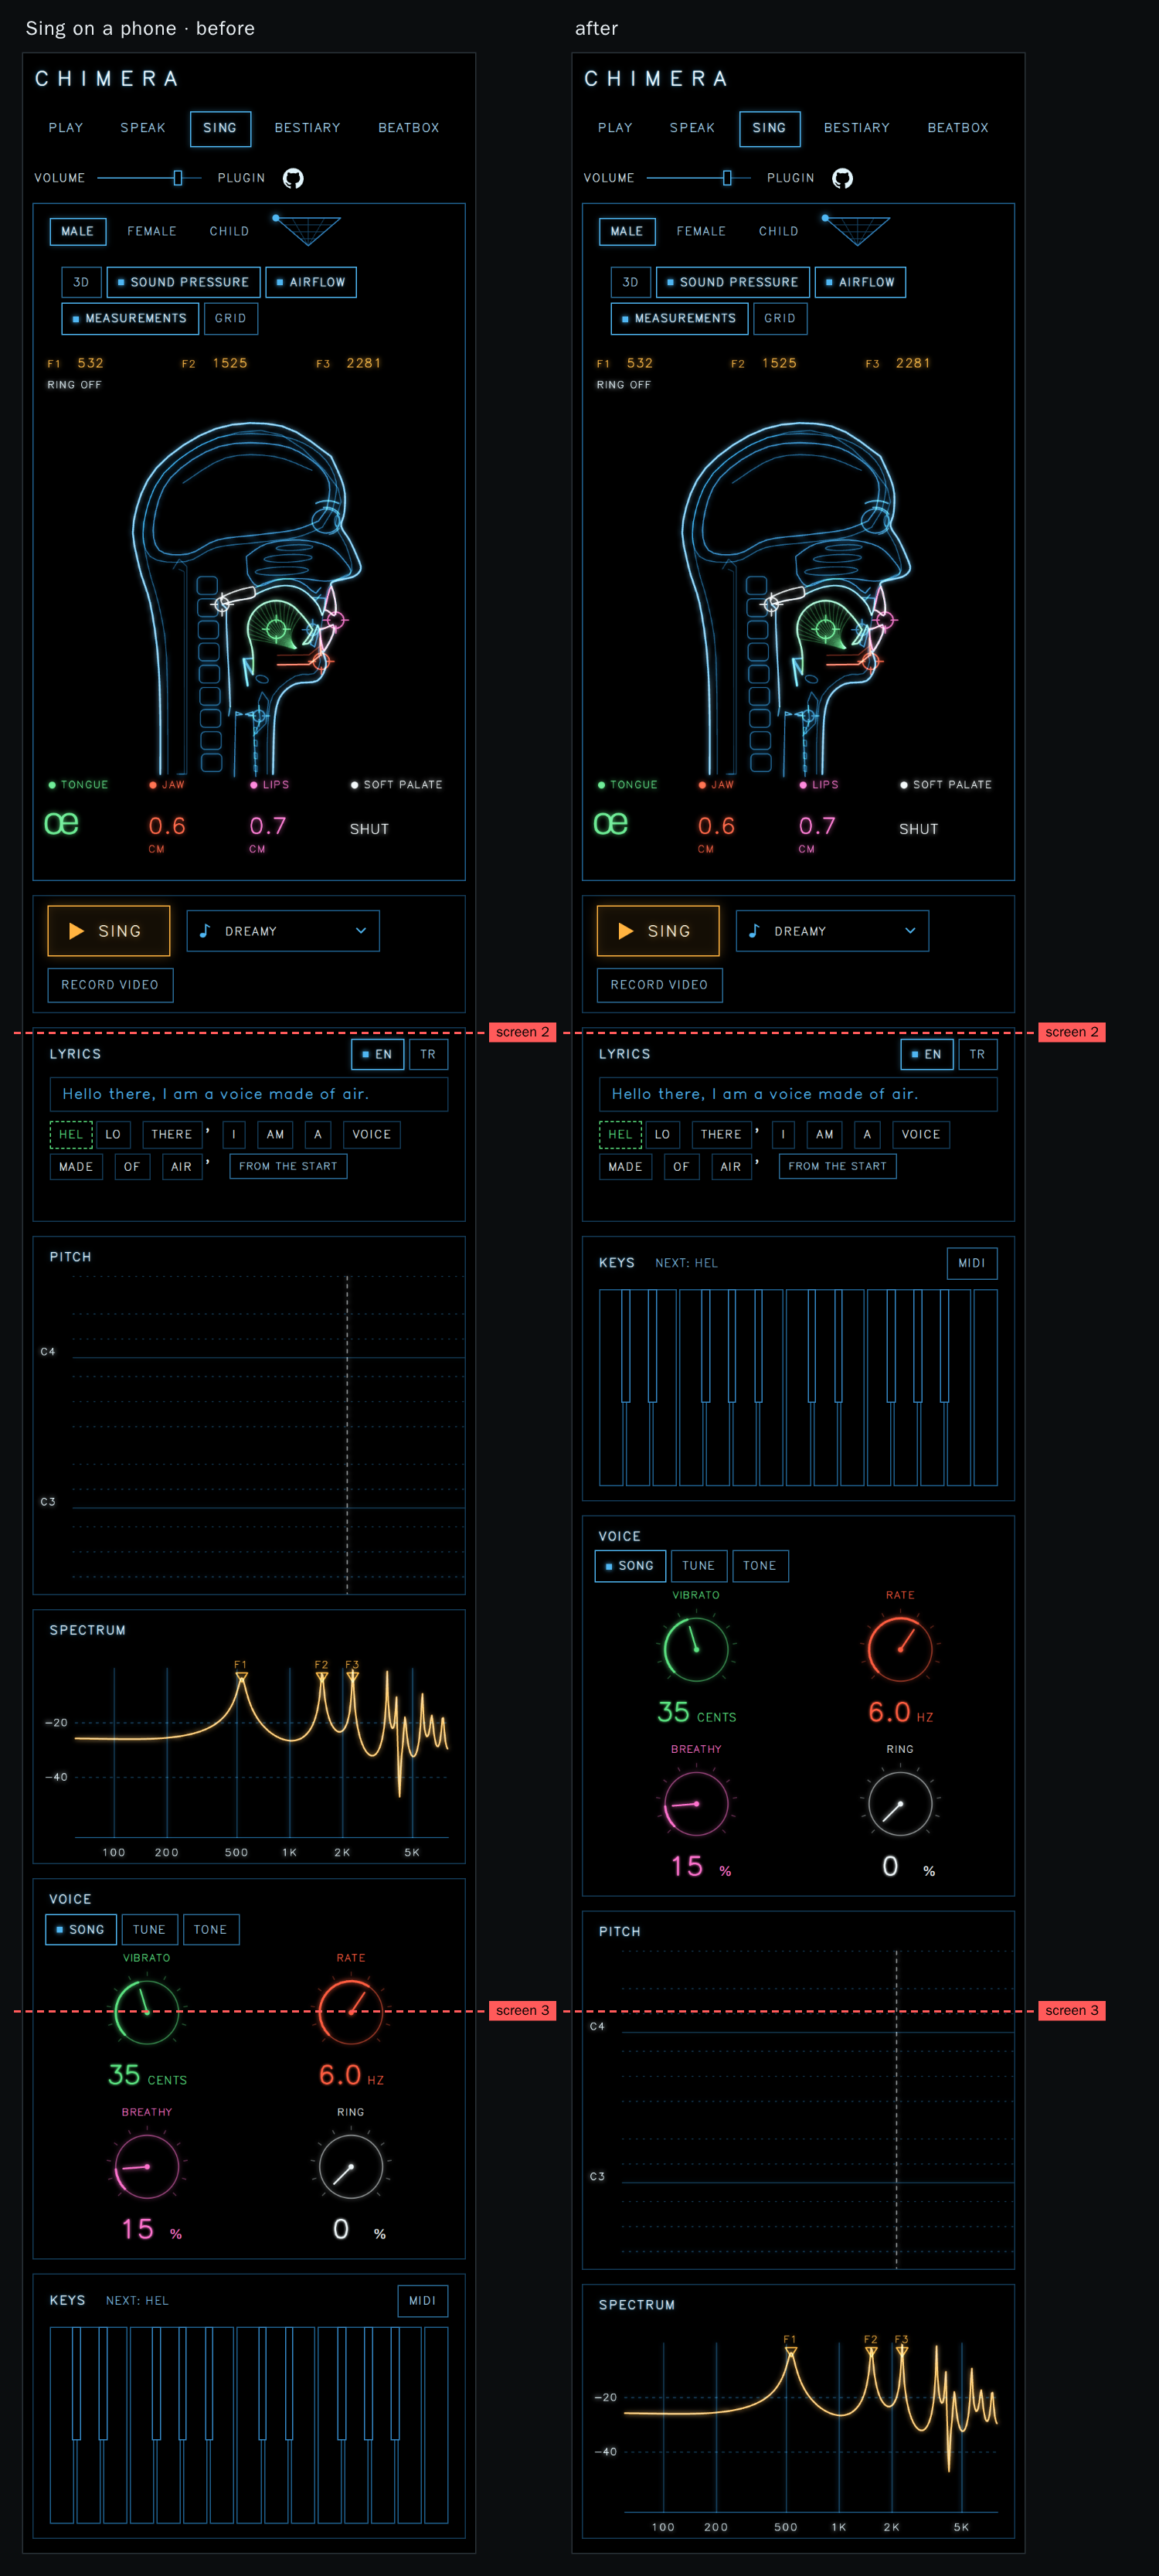 Sing on a phone · before
CHIMERA
PLAY SPEAK SING BESTIARY BEATBOX
VOLUME PLUGIN
MALE FEMALE CHILD
3D SOUND PRESSURE AIRFLOW
MEASUREMENTS GRID
F1 532 F2 1525 F3 2281
RING OFF
TONGUE JAW LIPS SOFT PALATE
œ 0.6 0.7 SHUT
CM CM
SING DREAMY
RECORD VIDEO
screen 2
LYRICS EN TR
Hello there, I am a voice made of air.
HEL LO THERE , I AM A VOICE
MADE OF AIR , FROM THE START
PITCH
C4
C3
SPECTRUM
F1 F2 F3
−20
−40
100 200 500 1K 2K 5K
VOICE
SONG TUNE TONE
VIBRATO RATE
screen 3
35 CENTS 6.0 HZ
BREATHY RING
15 % 0 %
KEYS NEXT: HEL MIDI
after
CHIMERA
PLAY SPEAK SING BESTIARY BEATBOX
VOLUME PLUGIN
MALE FEMALE CHILD
3D SOUND PRESSURE AIRFLOW
MEASUREMENTS GRID
F1 532 F2 1525 F3 2281
RING OFF
TONGUE JAW LIPS SOFT PALATE
œ 0.6 0.7 SHUT
CM CM
SING DREAMY
RECORD VIDEO
screen 2
LYRICS EN TR
Hello there, I am a voice made of air.
HEL LO THERE , I AM A VOICE
MADE OF AIR , FROM THE START
KEYS NEXT: HEL MIDI
VOICE
SONG TUNE TONE
VIBRATO RATE
35 CENTS 6.0 HZ
BREATHY RING
15 % 0 %
PITCH
screen 3
C4
C3
SPECTRUM
F1 F2 F3
−20
−40
100 200 500 1K 2K 5K